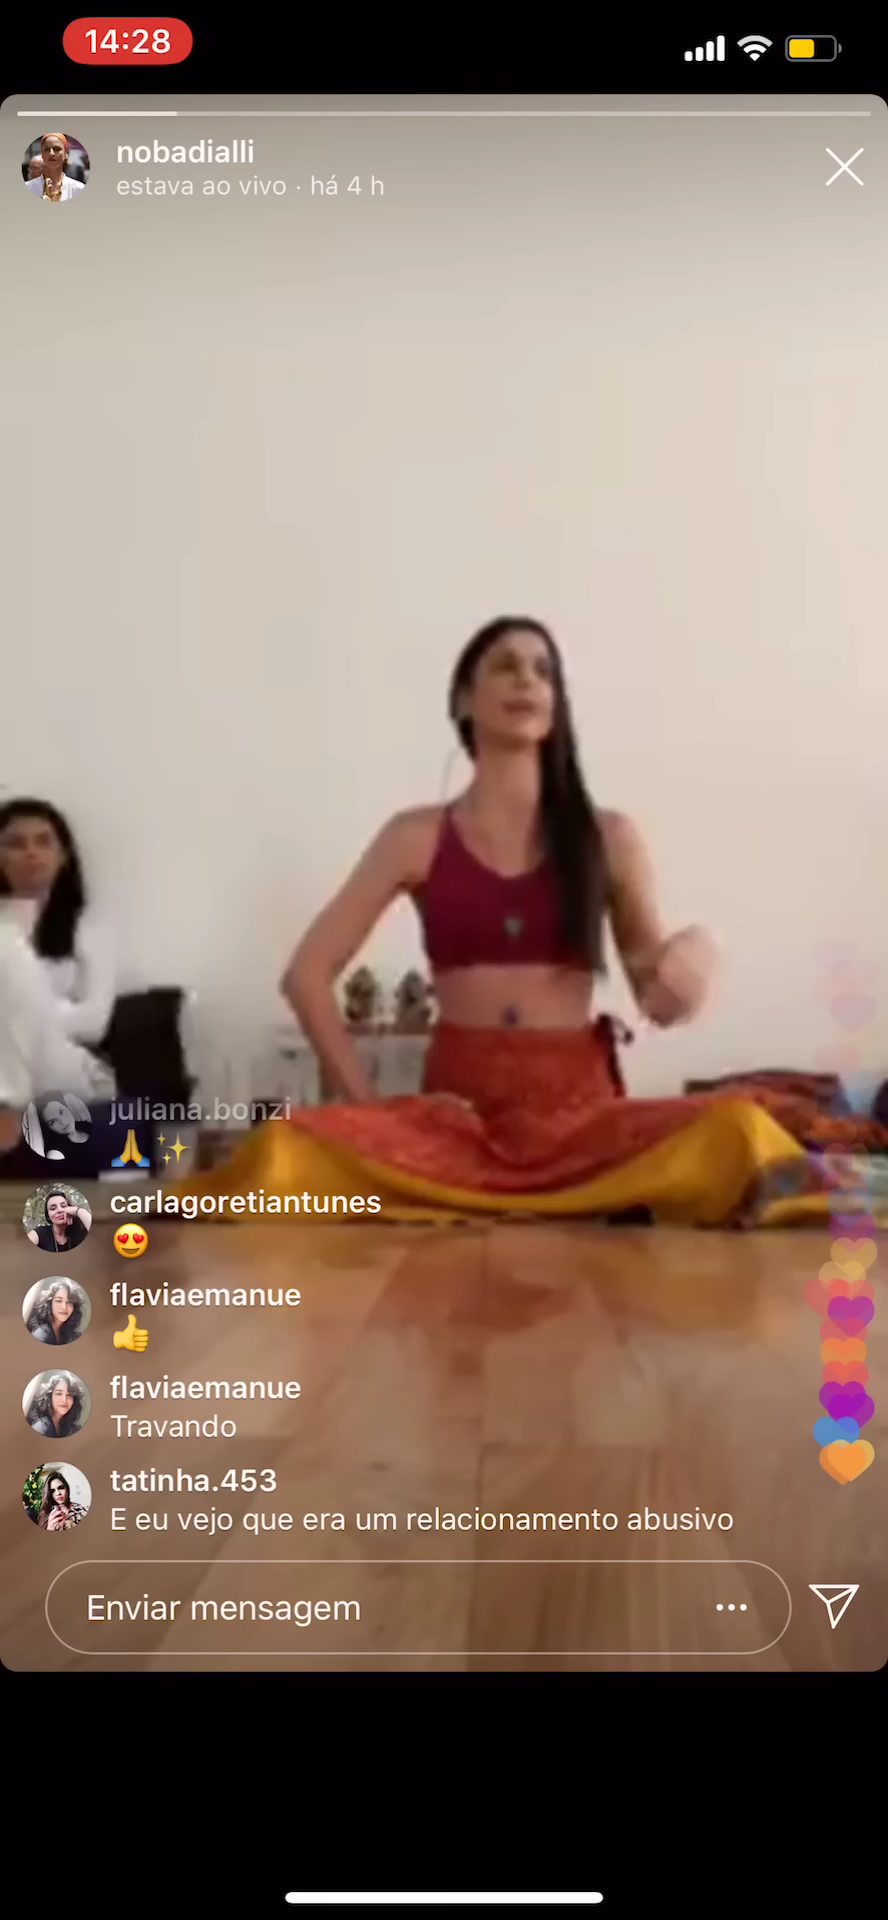 14:28
nobadialli
estava ao vivo · há 4 h
juliana.bonzi
🙏✨
carlagoretiantunes
😍
flaviaemanue
👍
flaviaemanue
Travando
tatinha.453
E eu vejo que era um relacionamento abusivo
Enviar mensagem